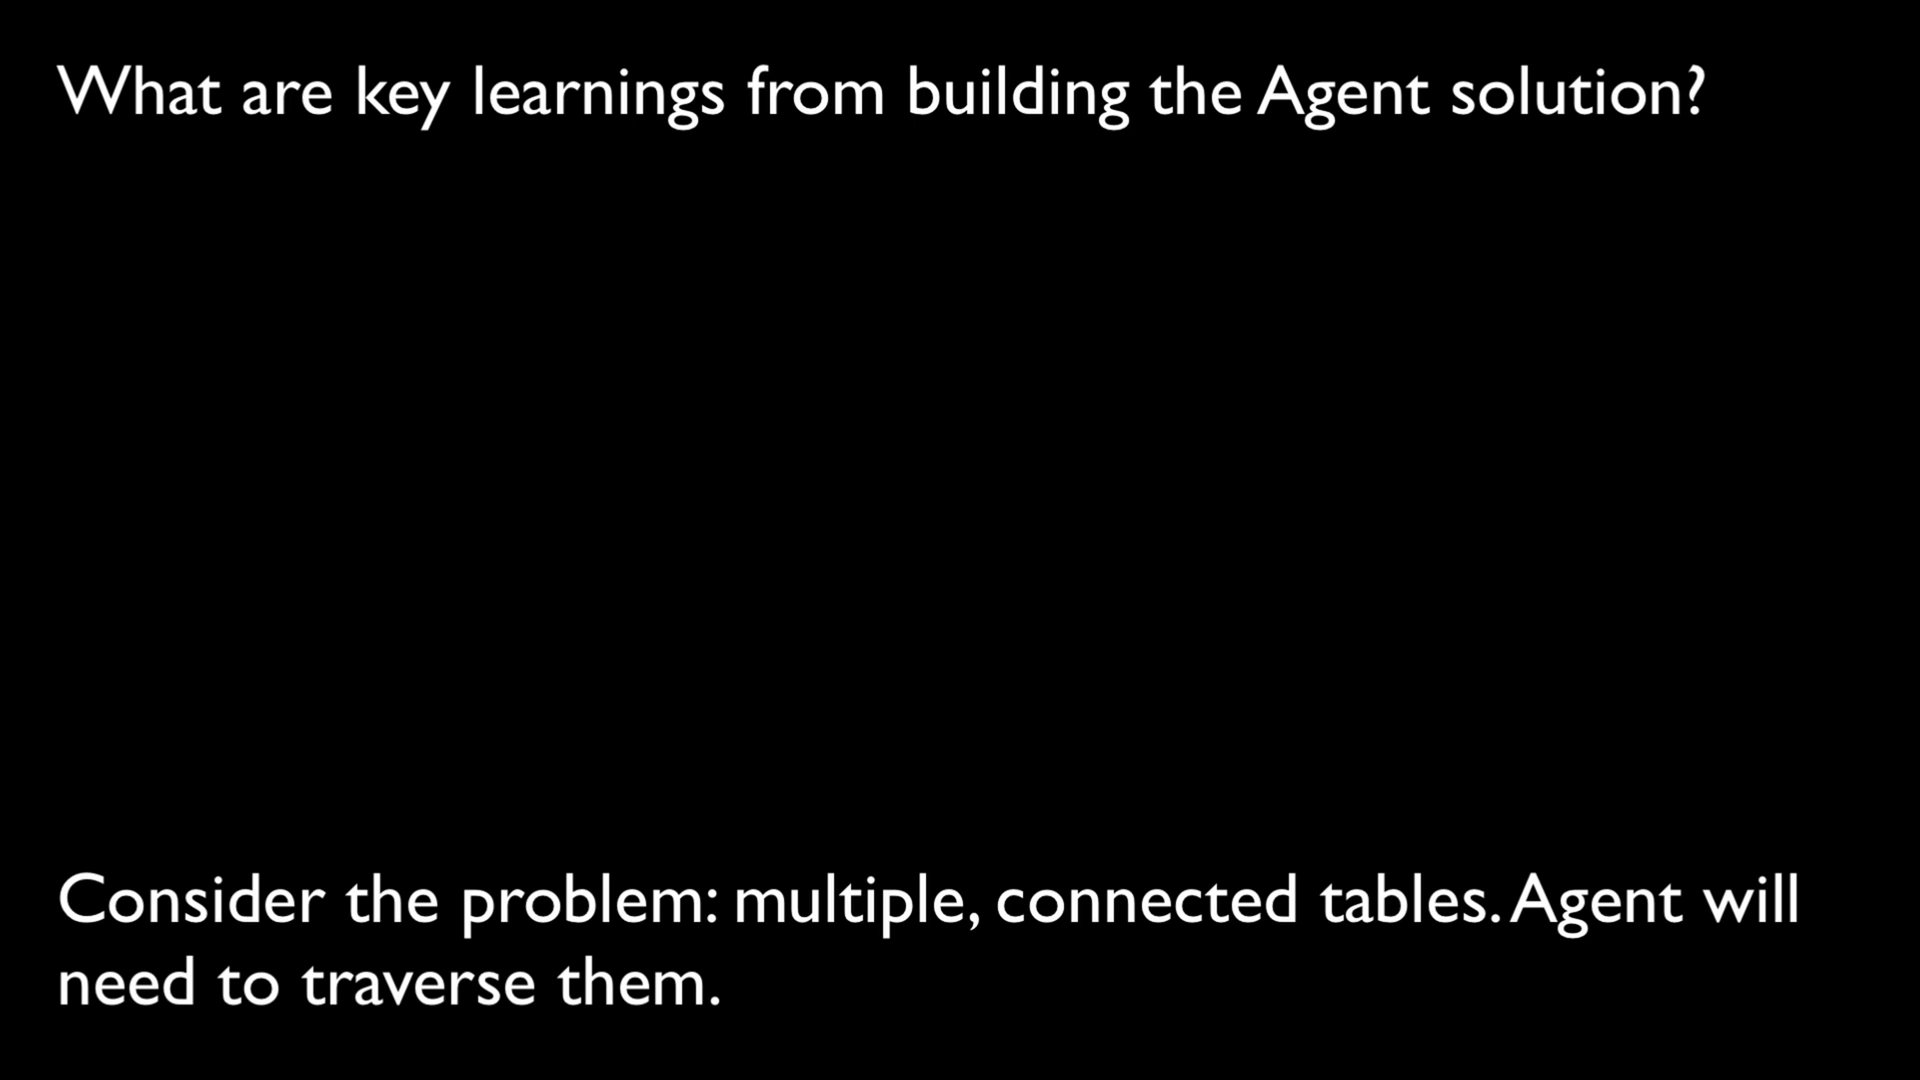 What are key learnings from building the Agent solution?
Consider the problem: multiple, connected tables. Agent will
need to traverse them.